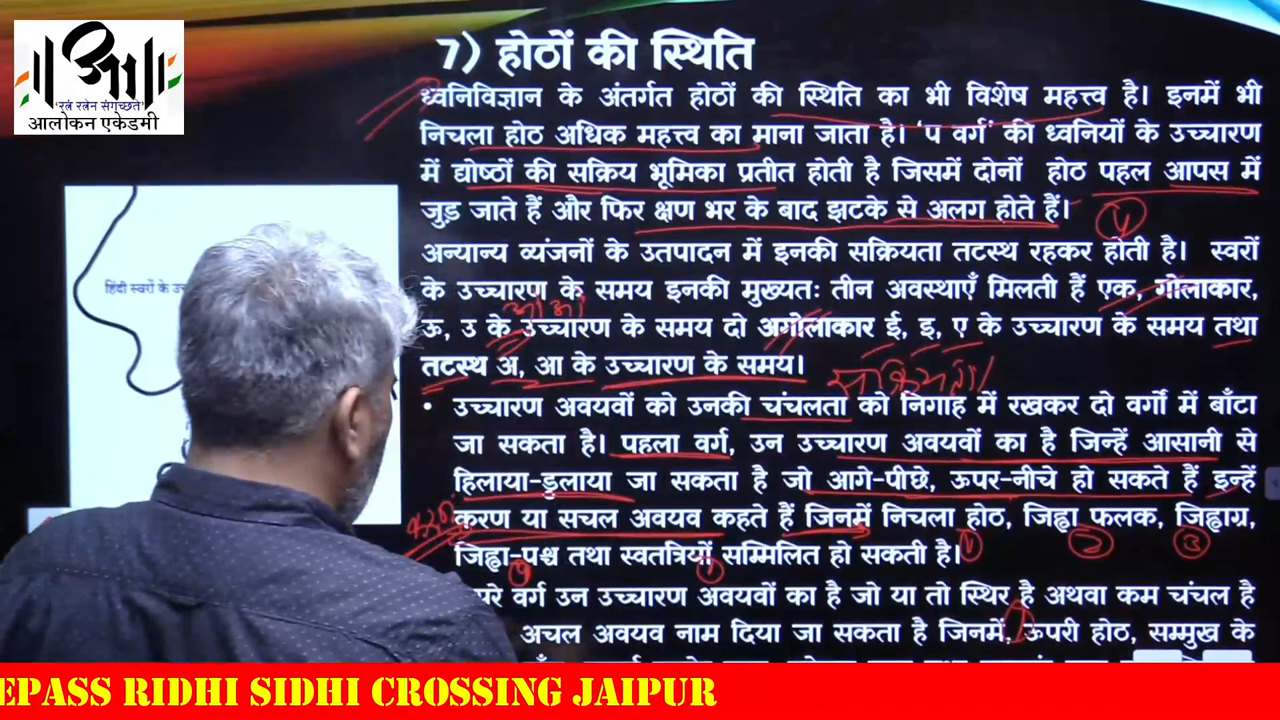 'रत्नं रत्नेन संगच्छते'
आलोकन एकेडमी
7) होठों की स्थिति
ध्वनिविज्ञान के अंतर्गत होठों की स्थिति का भी विशेष महत्त्व है। इनमें भी
निचला होठ अधिक महत्त्व का माना जाता है। 'प वर्ग' की ध्वनियों के उच्चारण
में द्योष्ठों की सक्रिय भूमिका प्रतीत होती है जिसमें दोनों होठ पहल आपस में
जुड़ जाते हैं और फिर क्षण भर के बाद झटके से अलग होते हैं।
अन्यान्य व्यंजनों के उतपादन में इनकी सक्रियता तटस्थ रहकर होती है। स्वरों
हिंदी स्वरों के उच
के उच्चारण के समय इनकी मुख्यतः तीन अवस्थाएँ मिलती हैं एक, गोलाकार,
ऊ, उ के उच्चारण के समय दो अगोलाकार ई, इ, ए के उच्चारण के समय तथा
तटस्थ अ, आ के उच्चारण के समय।
• उच्चारण अवयवों को उनकी चंचलता को निगाह में रखकर दो वर्गो में बाँटा
जा सकता है। पहला वर्ग, उन उच्चारण अवयवों का है जिन्हें आसानी से
हिलाया-डुलाया जा सकता है जो आगे-पीछे, ऊपर-नीचे हो सकते हैं इन्हें
करण या सचल अवयव कहते हैं जिनमें निचला होठ, जिह्वा फलक, जिह्वाग्र,
जिह्वा-पश्च तथा स्वतत्रियों सम्मिलित हो सकती है।
सरे वर्ग उन उच्चारण अवयवों का है जो या तो स्थिर है अथवा कम चंचल है
अचल अवयव नाम दिया जा सकता है जिनमें, ऊपरी होठ, सम्मुख के
EPASS RIDHI SIDHI CROSSING JAIPUR